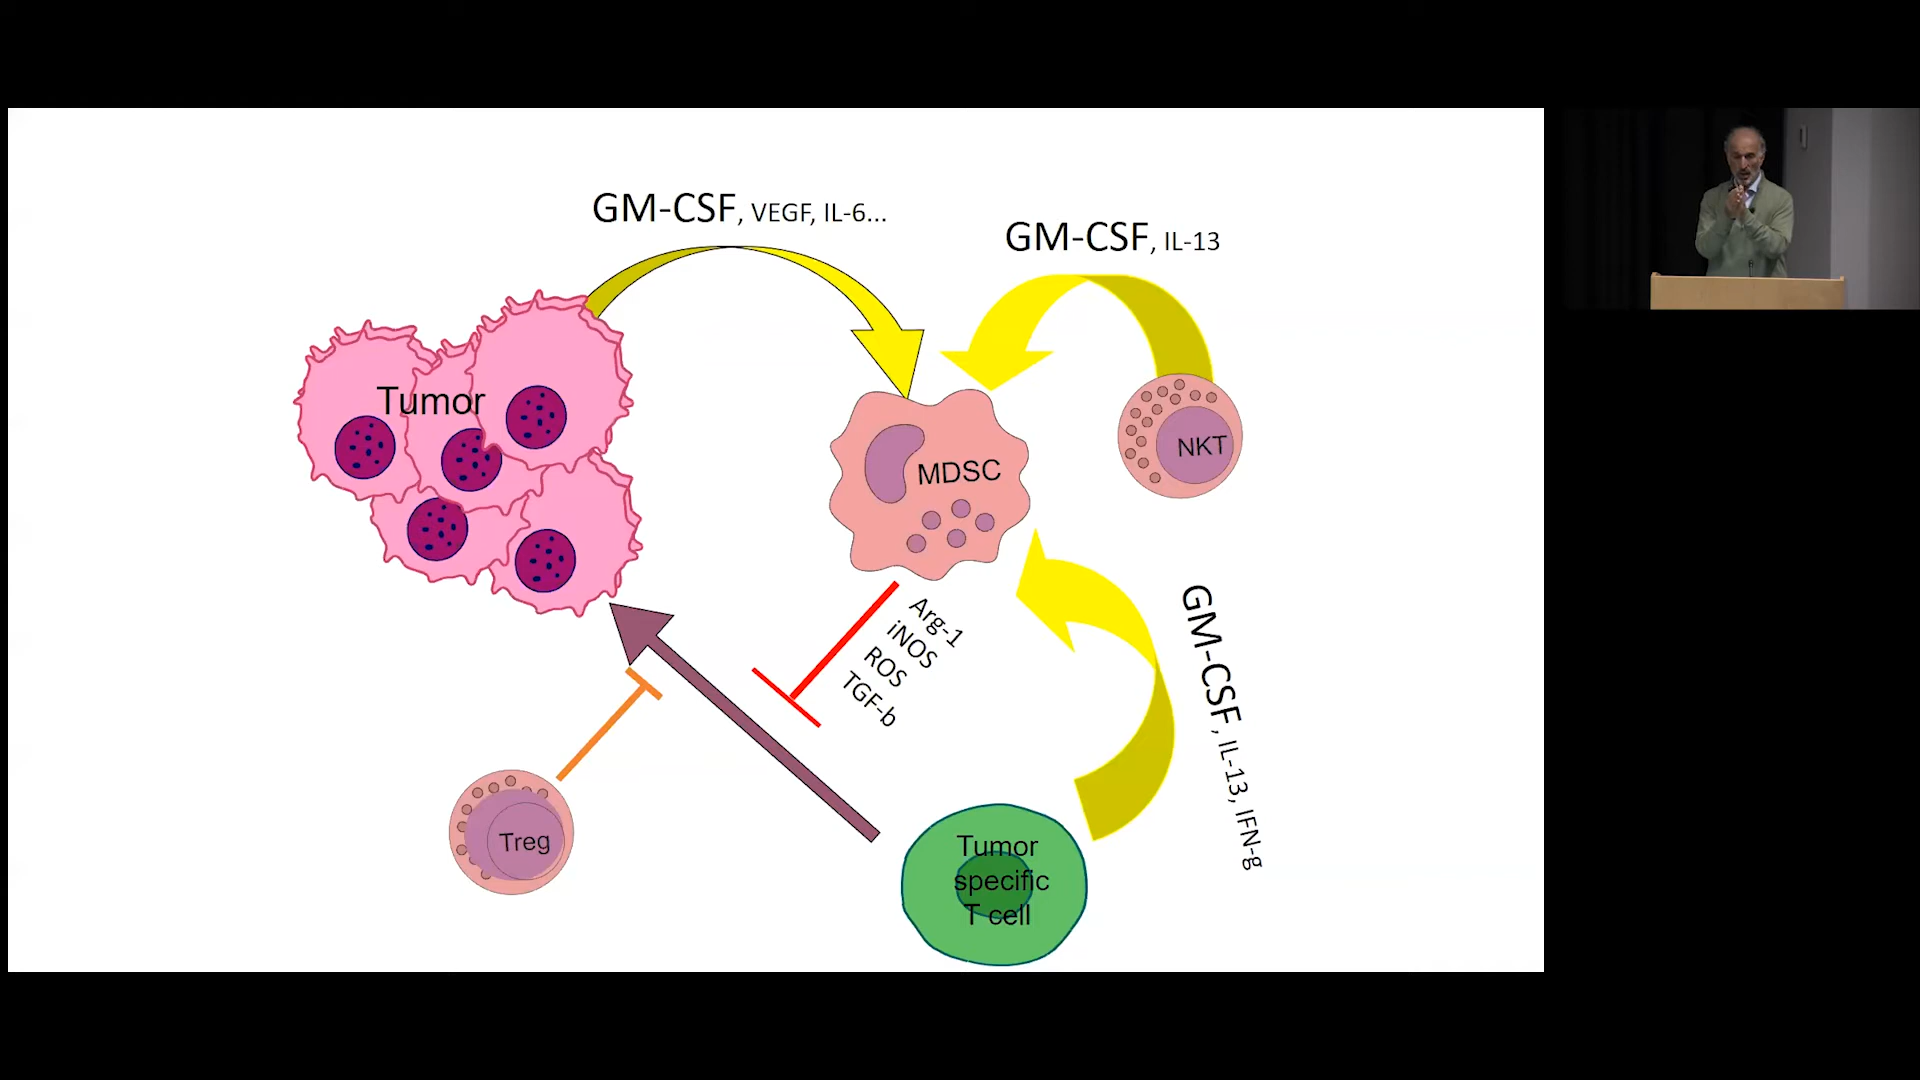 GM-CSF, VEGF, IL-6...
GM-CSF, IL-13
Tumor
MDSC
NKT
Arg-1
iNOS
ROS
TGF-b
GM-CSF, IL-13, IFN-g
Treg
Tumor
specific
T cell